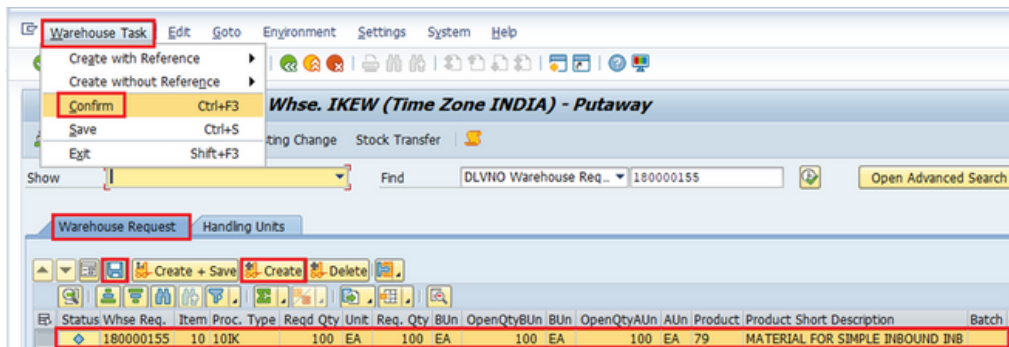 Warehouse Task Edit Goto Environment Settings System Help
Create with Reference
Create without Reference
Confirm Ctrl+F3
Whse. IKEW (Time Zone INDIA) - Putaway
Save Ctrl+S
ting Change Stock Transfer
Exit Shift+F3
Show Find DLVNO Warehouse Req... 180000155 Open Advanced Search
Warehouse Request Handling Units
Create + Save Create Delete
Status Whse Req. Item Proc. Type Reqd Qty Unit Req. Qty BUn OpenQtyBUn BUn OpenQtyAUn AUn Product Product Short Description Batch
180000155 10 10IK 100 EA 100 EA 100 EA 100 EA 79 MATERIAL FOR SIMPLE INBOUND INB